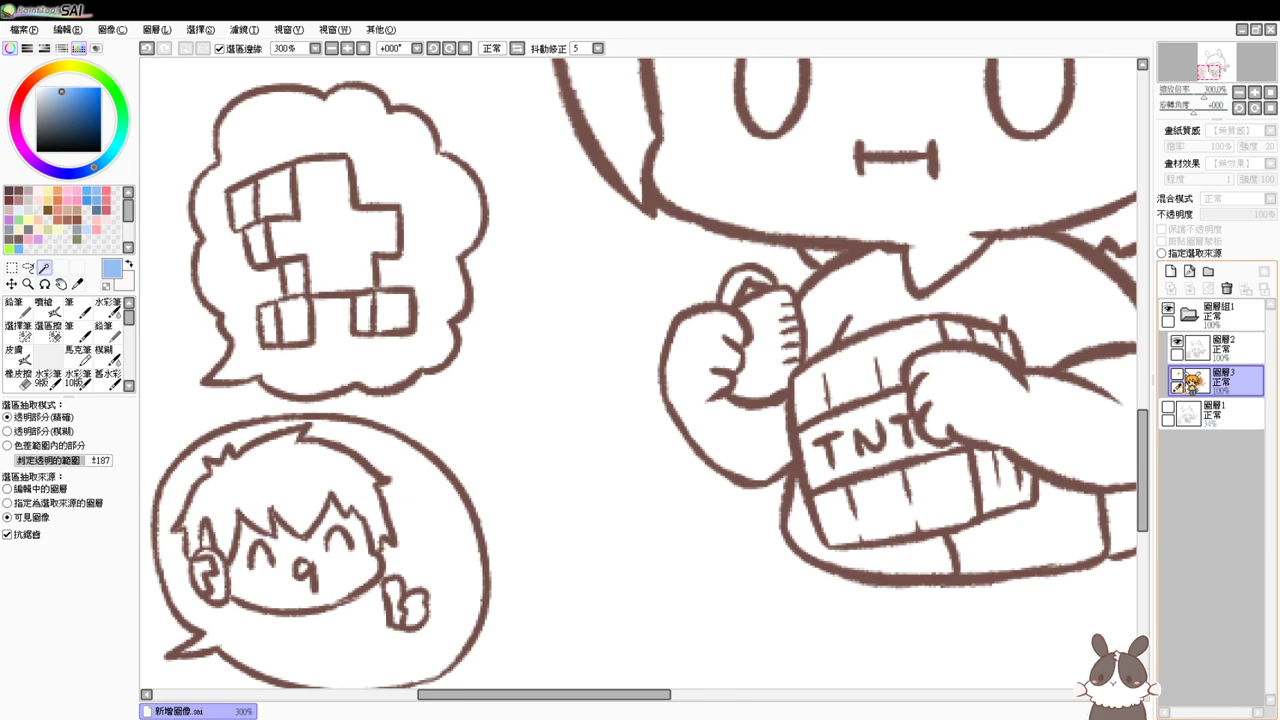 PaintTool SAI
檔案(F) 編輯(E) 圖像(C) 圖層(L) 選擇(S) 濾鏡(T) 視窗(V) 視窗(W) 其他(O)
選區邊緣 300% +000° 正常 抖動修正 5
縮放倍率 300.0%
旋轉角度 +000
畫紙質感 【無質感】
倍率 100% 強度 20
畫材效果 【無效果】
程度 1 強度 100
混合模式 正常
不透明度 100%
保護不透明度
剪貼圖層蒙板
指定選取來源
圖層組1
正常
100%
圖層2
正常
100%
圖層3
正常
100%
圖層1
正常
34%
鉛筆 噴槍 筆 水彩筆
選擇筆 選區擦 筆 鉛筆
皮膚 馬克筆 模糊
橡皮擦 水彩筆 水彩筆 舊水彩
9版 10版
選區抽取模式:
透明部分(精確)
透明部分(模糊)
色差範圍內的部分
判定透明的範圍 ±187
選區抽取來源:
編輯中的圖層
指定為選取來源的圖層
可見圖像
抗鋸齒
TNT
新增圖像.sai 300%